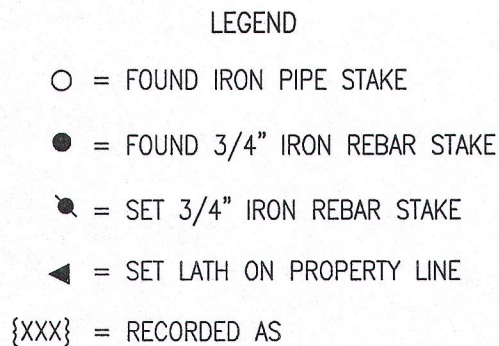 LEGEND
○ = FOUND IRON PIPE STAKE
● = FOUND 3/4" IRON REBAR STAKE
= SET 3/4" IRON REBAR STAKE
◀ = SET LATH ON PROPERTY LINE
{XXX} = RECORDED AS